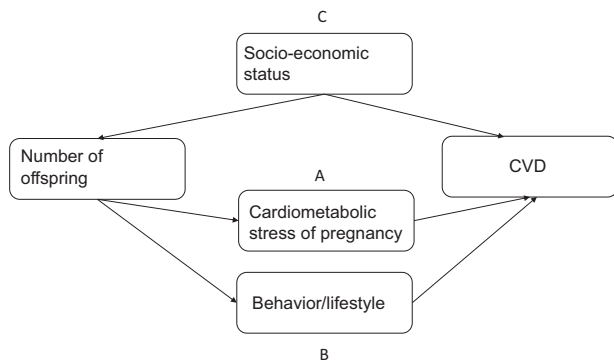 C
Socio-economic
status
Number of
offspring
CVD
A
Cardiometabolic
stress of pregnancy
Behavior/lifestyle
B